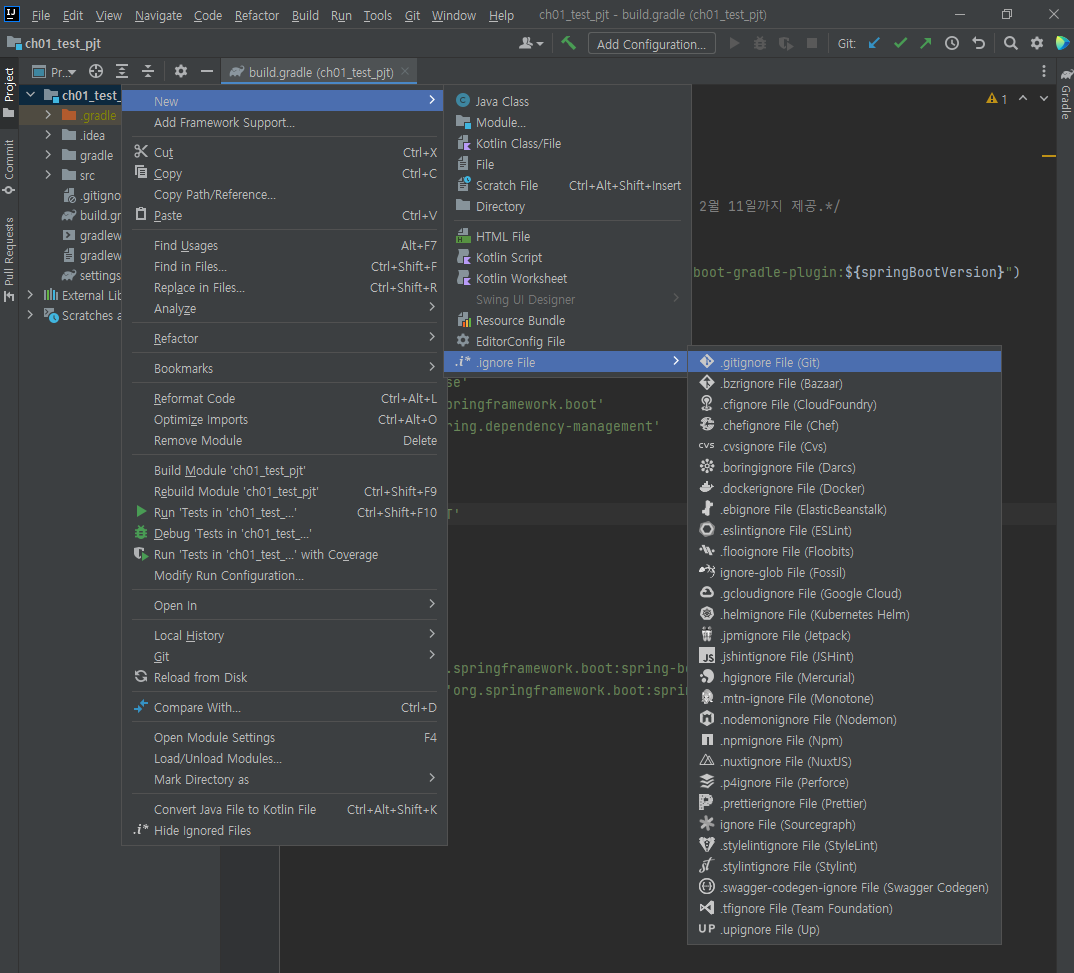 File Edit View Navigate Code Refactor Build Run Tools Git Window Help ch01_test_pjt - build.gradle (ch01_test_pjt)
ch01_test_pjt
Add Configuration...
Git:
Project
Commit
Pull Requests
Pr...
build.gradle (ch01_test_pjt)
Gradle
ch01_test_
.gradle
.idea
gradle
src
.gitigno
build.gr
gradlew
gradlew
settings
External Lib
Scratches a
New
Add Framework Support...
Cut Ctrl+X
Copy Ctrl+C
Copy Path/Reference...
Paste Ctrl+V
Find Usages Alt+F7
Find in Files... Ctrl+Shift+F
Replace in Files... Ctrl+Shift+R
Analyze
Refactor
Bookmarks
Reformat Code Ctrl+Alt+L
Optimize Imports Ctrl+Alt+O
Remove Module Delete
Build Module 'ch01_test_pjt'
Rebuild Module 'ch01_test_pjt' Ctrl+Shift+F9
Run 'Tests in 'ch01_test_...' Ctrl+Shift+F10
Debug 'Tests in 'ch01_test_...'
Run 'Tests in 'ch01_test_...' with Coverage
Modify Run Configuration...
Open In
Local History
Git
Reload from Disk
Compare With... Ctrl+D
Open Module Settings F4
Load/Unload Modules...
Mark Directory as
Convert Java File to Kotlin File Ctrl+Alt+Shift+K
.i* Hide Ignored Files
Java Class
Module...
Kotlin Class/File
File
Scratch File Ctrl+Alt+Shift+Insert
Directory
HTML File
Kotlin Script
Kotlin Worksheet
Swing UI Designer
Resource Bundle
EditorConfig File
.i* .ignore File
1
2월 11일까지 제공.*/
boot-gradle-plugin:${springBootVersion}")
se'
pringframework.boot'
ring.dependency-management'
T'
.springframework.boot:spring-bo
'org.springframework.boot:sprin
.gitignore File (Git)
.bzrignore File (Bazaar)
.cfignore File (CloudFoundry)
.chefignore File (Chef)
CVS .cvsignore File (Cvs)
.boringignore File (Darcs)
.dockerignore File (Docker)
.ebignore File (ElasticBeanstalk)
.eslintignore File (ESLint)
.flooignore File (Floobits)
ignore-glob File (Fossil)
.gcloudignore File (Google Cloud)
.helmignore File (Kubernetes Helm)
.jpmignore File (Jetpack)
JS .jshintignore File (JSHint)
.hgignore File (Mercurial)
.mtn-ignore File (Monotone)
.nodemonignore File (Nodemon)
.npmignore File (Npm)
.nuxtignore File (NuxtJS)
.p4ignore File (Perforce)
.prettierignore File (Prettier)
ignore File (Sourcegraph)
.stylelintignore File (StyleLint)
.stylintignore File (Stylint)
.swagger-codegen-ignore File (Swagger Codegen)
.tfignore File (Team Foundation)
UP .upignore File (Up)